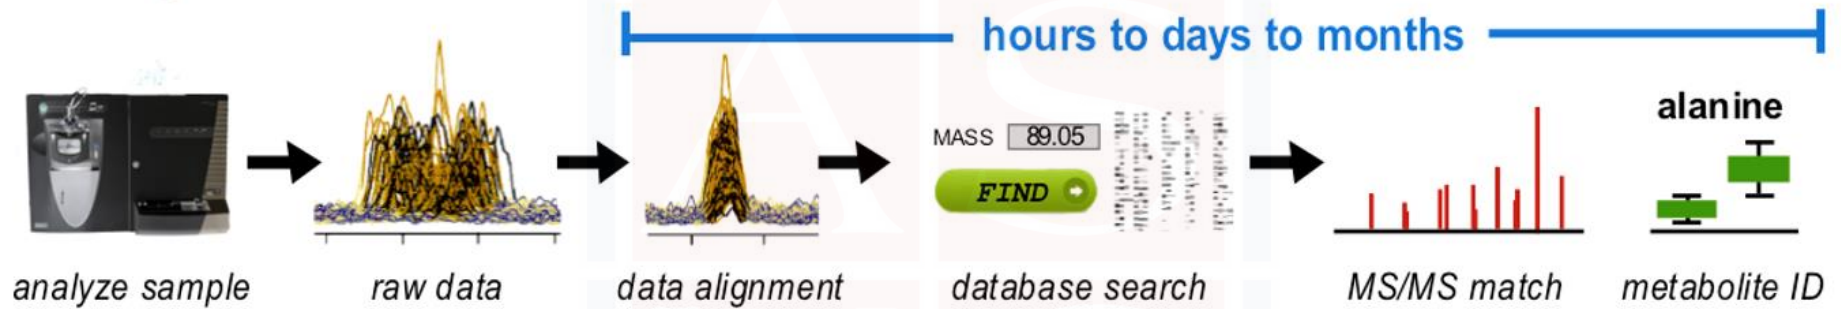 hours to days to months
alanine
MASS 89.05
FIND
analyze sample
raw data
data alignment
database search
MS/MS match
metabolite ID